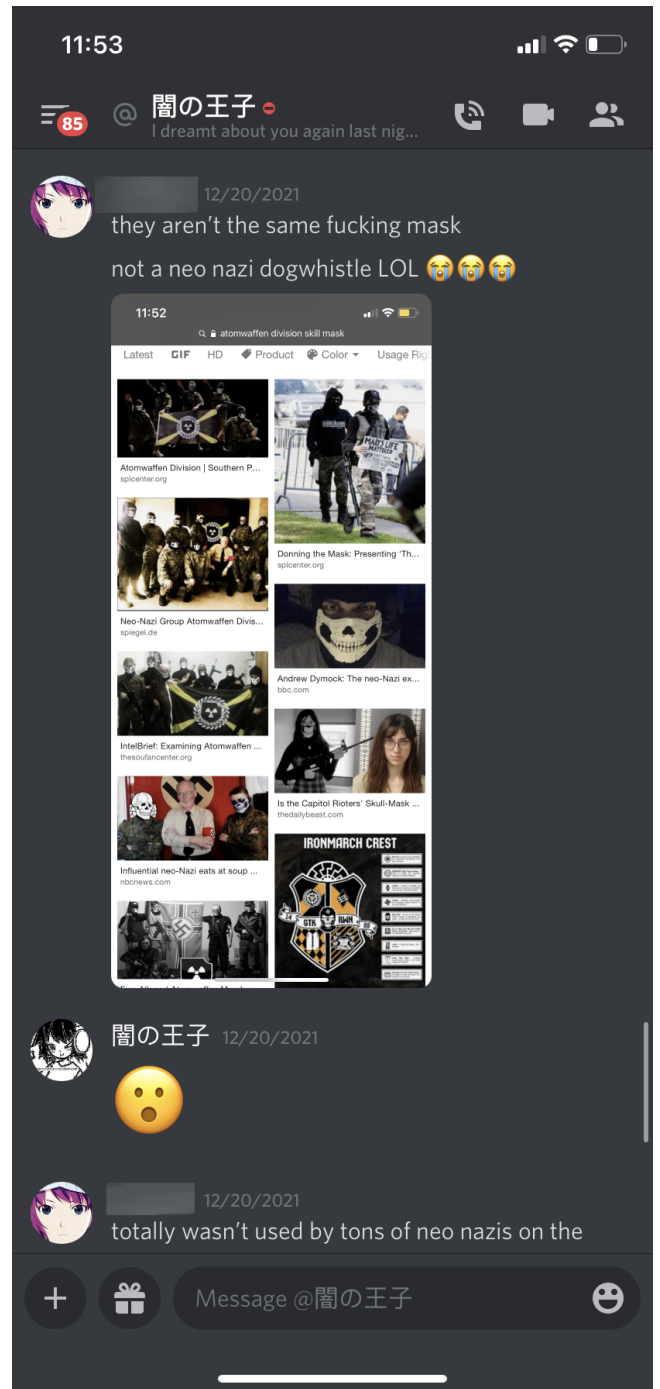 11:53
85
@ 闇の王子
I dreamt about you again last nig...
12/20/2021
they aren't the same fucking mask
not a neo nazi dogwhistle LOL 😭😭😭
11:52
atomwaffen division skill mask
Latest GIF HD Product Color Usage Rig
Atomwaffen Division | Southern P...
splcenter.org
Neo-Nazi Group Atomwaffen Divis...
spiegel.de
IntelBrief: Examining Atomwaffen ...
thesoufancenter.org
Influential neo-Nazi eats at soup ...
nbcnews.com
Donning the Mask: Presenting 'Th...
splcenter.org
Andrew Dymock: The neo-Nazi ex...
bbc.com
Is the Capitol Rioters' Skull-Mask ...
thedailybeast.com
IRONMARCH CREST
14 GTK RWN 88
闇の王子 12/20/2021
😮
12/20/2021
totally wasn't used by tons of neo nazis on the
Message @闇の王子